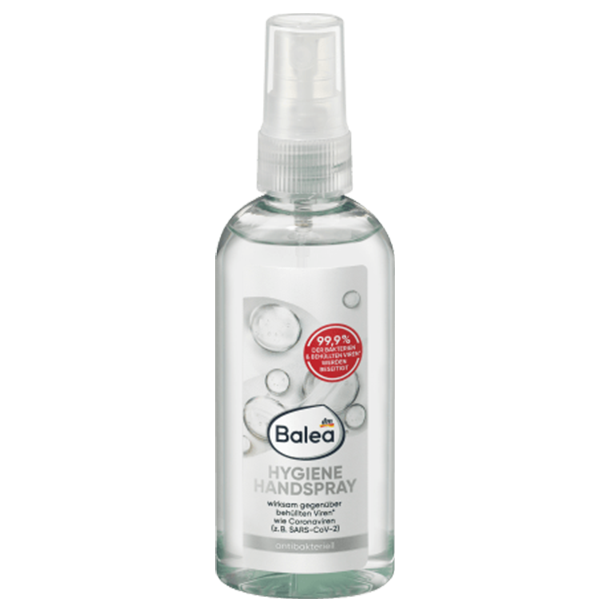 99,9%
DER BAKTERIEN
& BEHÜLLTEN VIREN*
WERDEN
BESEITIGT
dm
Balea
HYGIENE
HANDSPRAY
wirksam gegenüber
behüllten Viren*
wie Coronaviren
(z.B. SARS-CoV-2)
antibakteriell